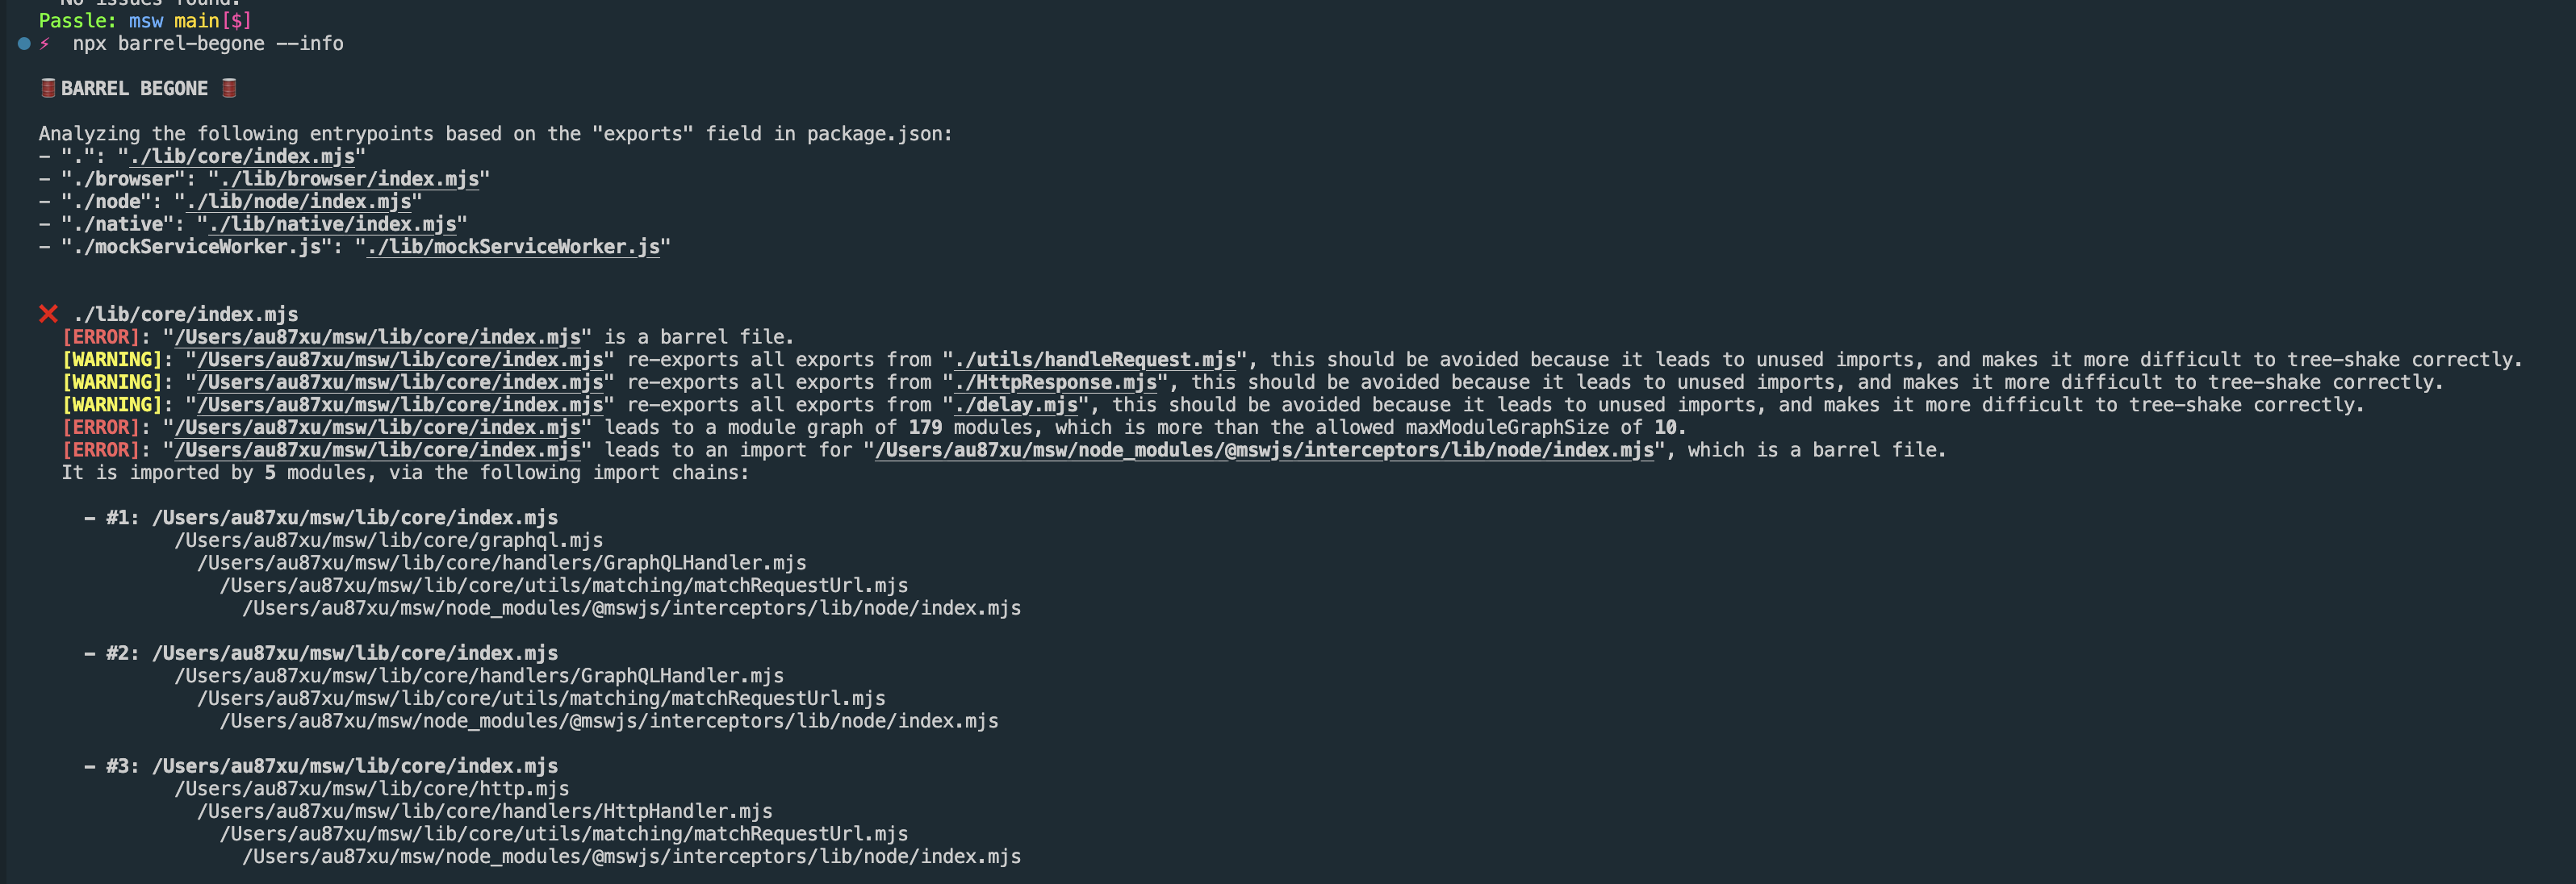 No issues found.
Passle: msw main[$]
⚡ npx barrel-begone --info
🛢️BARREL BEGONE 🛢️
Analyzing the following entrypoints based on the "exports" field in package.json:
- ".": "./lib/core/index.mjs"
- "./browser": "./lib/browser/index.mjs"
- "./node": "./lib/node/index.mjs"
- "./native": "./lib/native/index.mjs"
- "./mockServiceWorker.js": "./lib/mockServiceWorker.js"
❌ ./lib/core/index.mjs
[ERROR]: "/Users/au87xu/msw/lib/core/index.mjs" is a barrel file.
[WARNING]: "/Users/au87xu/msw/lib/core/index.mjs" re-exports all exports from "./utils/handleRequest.mjs", this should be avoided because it leads to unused imports, and makes it more difficult to tree-shake correctly.
[WARNING]: "/Users/au87xu/msw/lib/core/index.mjs" re-exports all exports from "./HttpResponse.mjs", this should be avoided because it leads to unused imports, and makes it more difficult to tree-shake correctly.
[WARNING]: "/Users/au87xu/msw/lib/core/index.mjs" re-exports all exports from "./delay.mjs", this should be avoided because it leads to unused imports, and makes it more difficult to tree-shake correctly.
[ERROR]: "/Users/au87xu/msw/lib/core/index.mjs" leads to a module graph of 179 modules, which is more than the allowed maxModuleGraphSize of 10.
[ERROR]: "/Users/au87xu/msw/lib/core/index.mjs" leads to an import for "/Users/au87xu/msw/node_modules/@mswjs/interceptors/lib/node/index.mjs", which is a barrel file.
It is imported by 5 modules, via the following import chains:
- #1: /Users/au87xu/msw/lib/core/index.mjs
/Users/au87xu/msw/lib/core/graphql.mjs
/Users/au87xu/msw/lib/core/handlers/GraphQLHandler.mjs
/Users/au87xu/msw/lib/core/utils/matching/matchRequestUrl.mjs
/Users/au87xu/msw/node_modules/@mswjs/interceptors/lib/node/index.mjs
- #2: /Users/au87xu/msw/lib/core/index.mjs
/Users/au87xu/msw/lib/core/handlers/GraphQLHandler.mjs
/Users/au87xu/msw/lib/core/utils/matching/matchRequestUrl.mjs
/Users/au87xu/msw/node_modules/@mswjs/interceptors/lib/node/index.mjs
- #3: /Users/au87xu/msw/lib/core/index.mjs
/Users/au87xu/msw/lib/core/http.mjs
/Users/au87xu/msw/lib/core/handlers/HttpHandler.mjs
/Users/au87xu/msw/lib/core/utils/matching/matchRequestUrl.mjs
/Users/au87xu/msw/node_modules/@mswjs/interceptors/lib/node/index.mjs